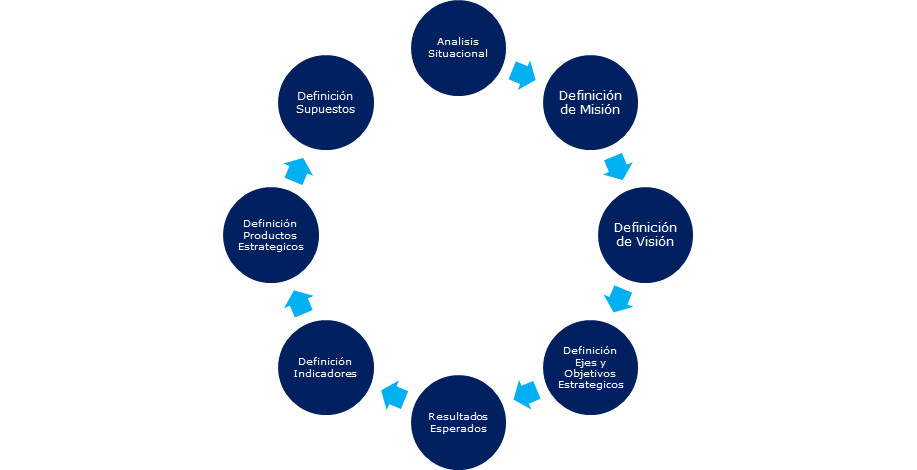 Analisis
Situacional
Definición
de Misión
Definición
de Visión
Definición
Ejes y
Objetivos
Estrategicos
Resultados
Esperados
Definición
Indicadores
Definición
Productos
Estrategicos
Definición
Supuestos